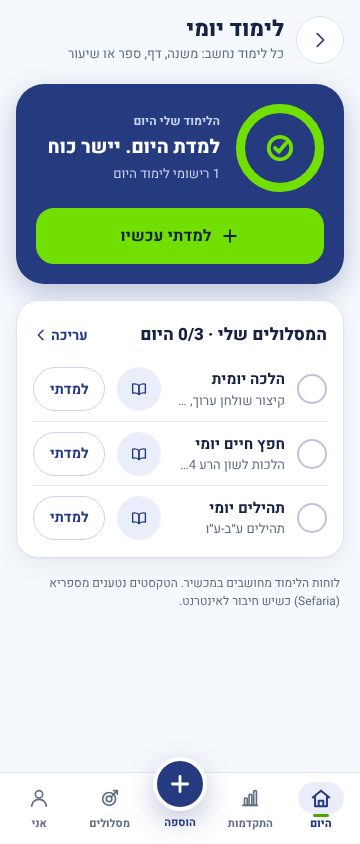 לימוד יומי
כל לימוד נחשב: משנה, דף, ספר או שיעור
הלימוד שלי היום
למדת היום. יישר כוח
1 רישומי לימוד היום
למדתי עכשיו
המסלולים שלי · 0/3 היום
עריכה
הלכה יומית
קיצור שולחן ערוך, ...
למדתי
חפץ חיים יומי
הלכות לשון הרע 4...
למדתי
תהילים יומי
תהילים ע״ב-ע״ו
למדתי
לוחות הלימוד מחושבים במכשיר. הטקסטים נטענים מספריא
(Sefaria) כשיש חיבור לאינטרנט.
היום
התקדמות
הוספה
מסלולים
אני